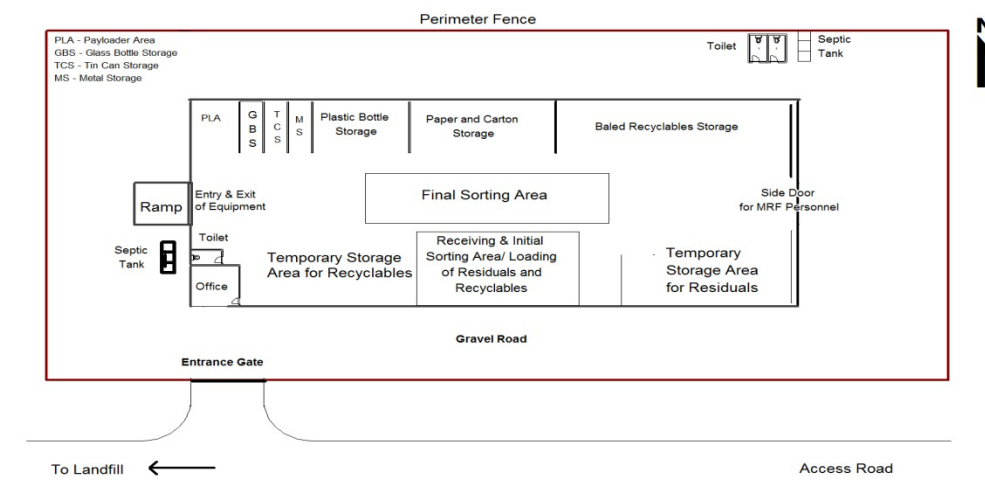 Perimeter Fence
PLA - Payloader Area
GBS - Glass Bottle Storage
TCS - Tin Can Storage
MS - Metal Storage
Toilet
Septic
Tank
N
PLA
G
B
S
T
C
S
M
S
Plastic Bottle
Storage
Paper and Carton
Storage
Baled Recyclables Storage
Ramp
Entry & Exit
of Equipment
Final Sorting Area
Side Door
for MRF Personnel
Septic
Tank
Toilet
Office
Temporary Storage
Area for Recyclables
Receiving & Initial
Sorting Area/ Loading
of Residuals and
Recyclables
Temporary
Storage Area
for Residuals
Gravel Road
Entrance Gate
To Landfill
Access Road